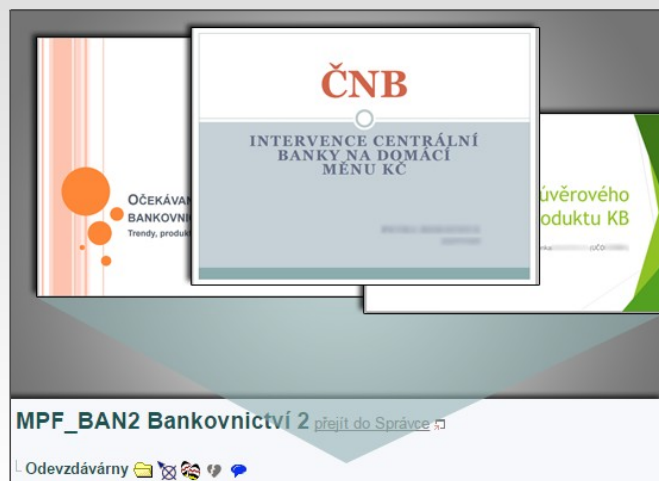 ČNB
INTERVENCE CENTRÁLNÍ
BANKY NA DOMÁCÍ
MĚNU KČ
OČEKÁVAN
BANKOVNI
Trendy, produk
úvěrového
oduktu KB
MPF_BAN2 Bankovnictví 2 přejít do Správce
Odevzdávárny